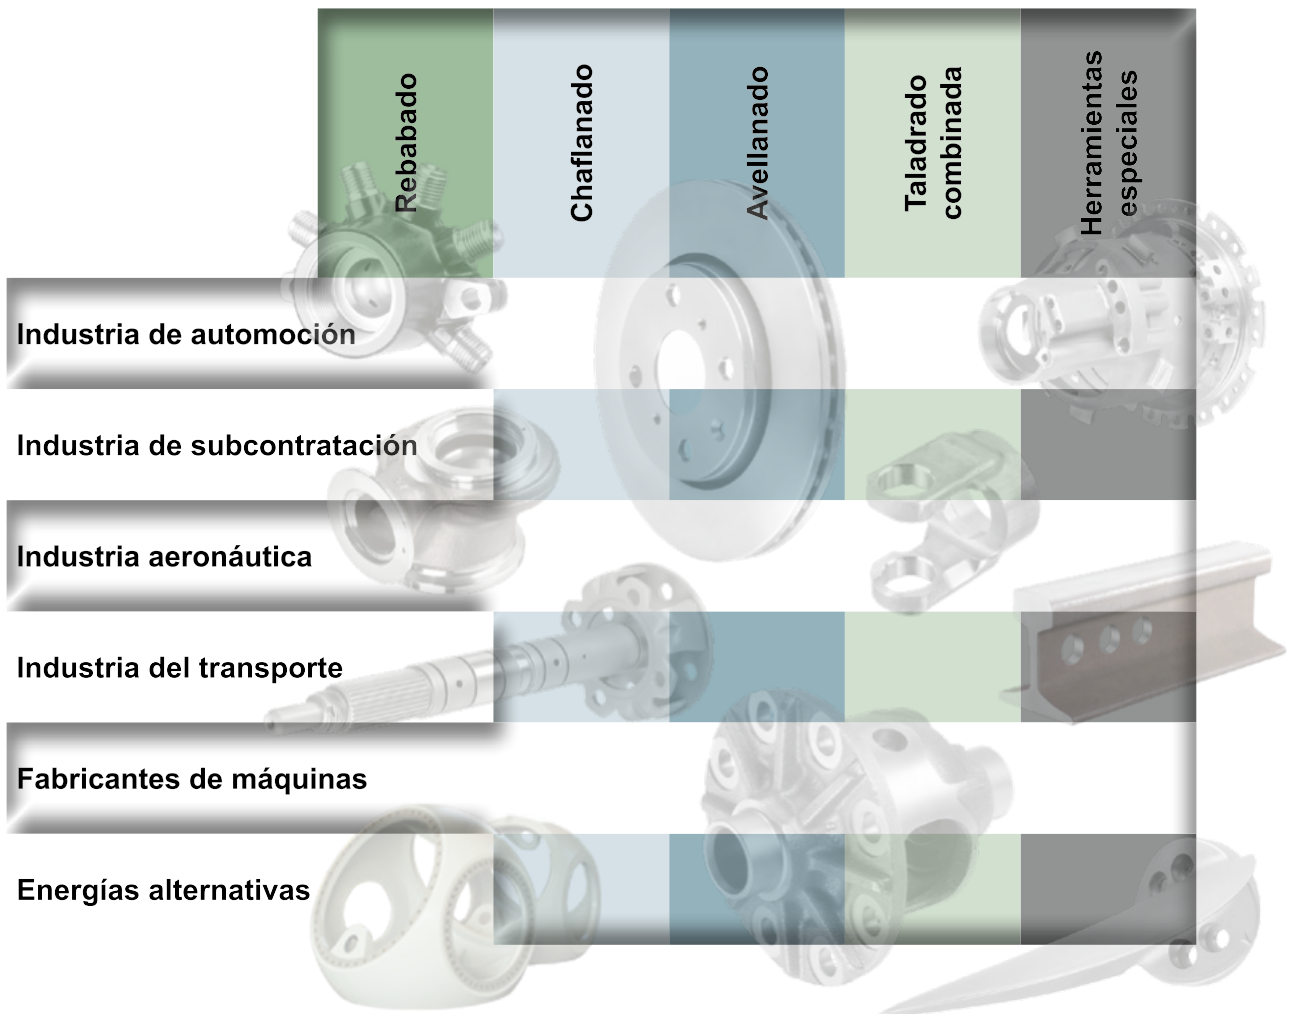 Rebabado
Chaflanado
Avellanado
Taladrado
combinada
Herramientas
especiales
Industria de automoción
Industria de subcontratación
Industria aeronáutica
Industria del transporte
Fabricantes de máquinas
Energías alternativas